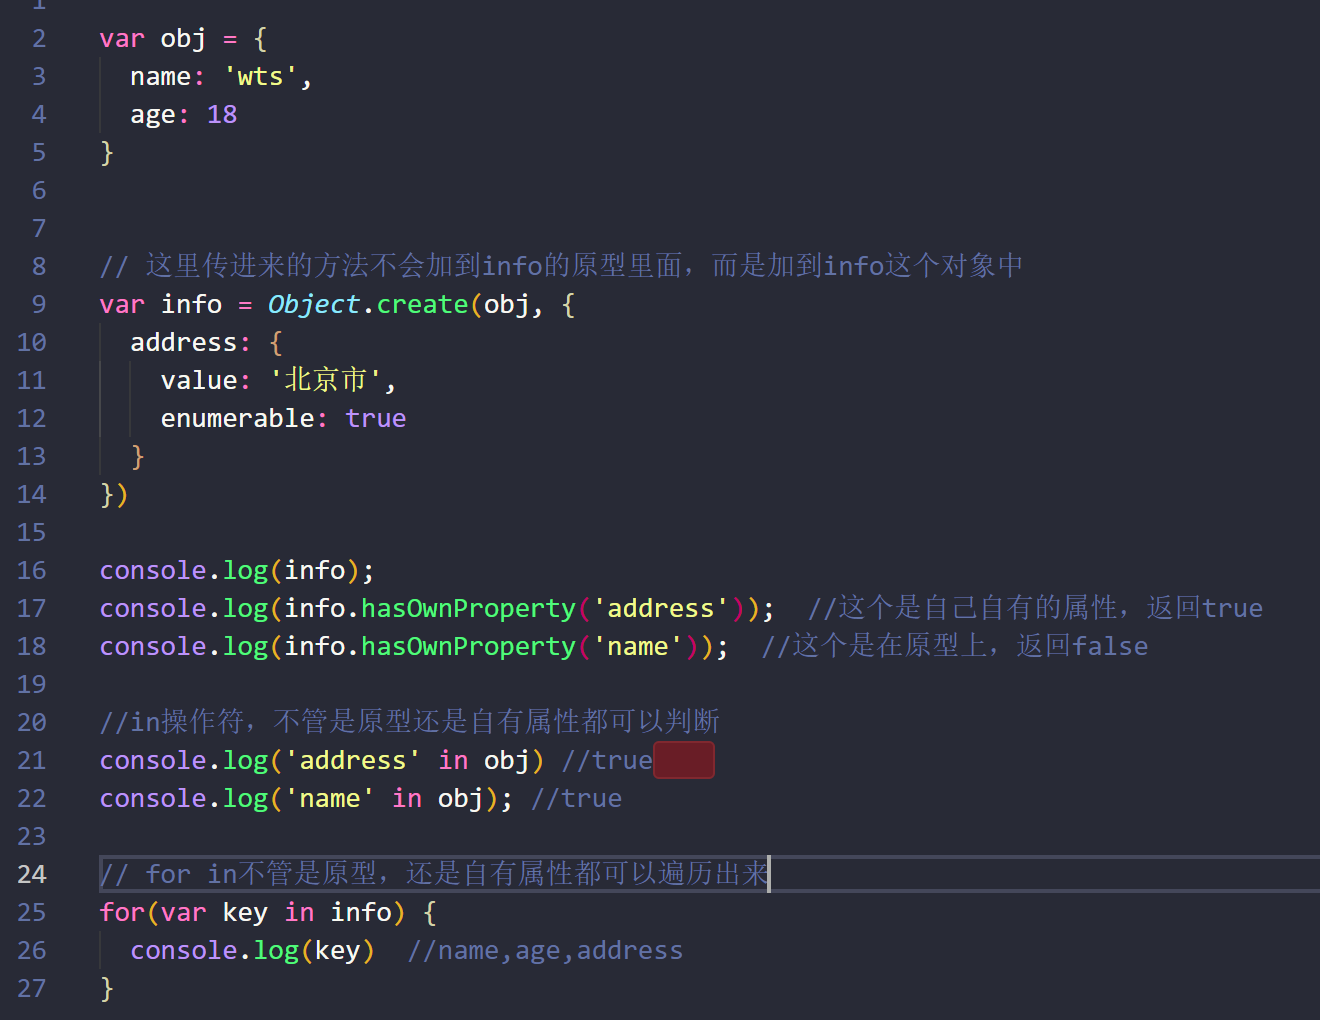 1
2 var obj = {
3 name: 'wts',
4 age: 18
5 }
6
7
8 // 这里传进来的方法不会加到info的原型里面，而是加到info这个对象中
9 var info = Object.create(obj, {
10 address: {
11 value: '北京市',
12 enumerable: true
13 }
14 })
15
16 console.log(info);
17 console.log(info.hasOwnProperty('address')); //这个是自己自有的属性，返回true
18 console.log(info.hasOwnProperty('name')); //这个是在原型上，返回false
19
20 //in操作符，不管是原型还是自有属性都可以判断
21 console.log('address' in obj) //true
22 console.log('name' in obj); //true
23
24 // for in不管是原型，还是自有属性都可以遍历出来
25 for(var key in info) {
26 console.log(key) //name,age,address
27 }